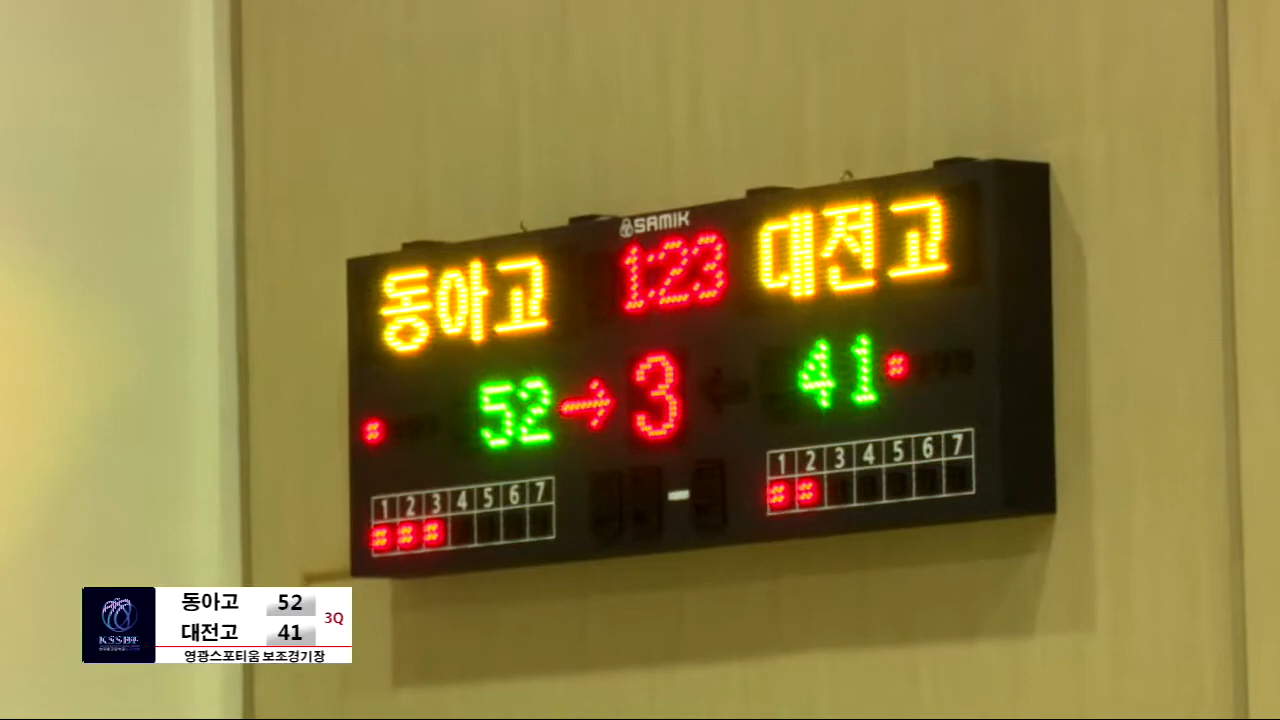 SAMIK
동아고 1:23 대전고
52 → 3 41
1 2 3 4 5 6 7
1 2 3 4 5 6 7
동아고 52
3Q
대전고 41
KSSBF
영광스포티움 보조경기장